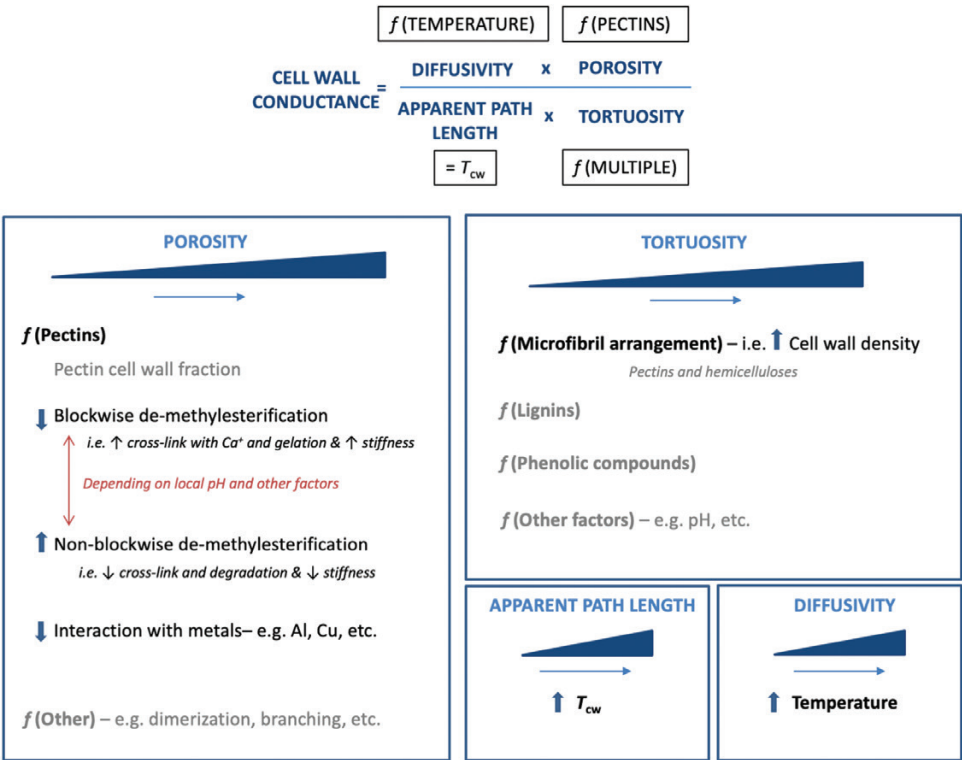 f (TEMPERATURE) f (PECTINS)
DIFFUSIVITY x POROSITY
CELL WALL
CONDUCTANCE =
APPARENT PATH
LENGTH x TORTUOSITY
= Tcw f (MULTIPLE)
POROSITY
f (Pectins)
Pectin cell wall fraction
↓ Blockwise de-methylesterification
i.e. ↑ cross-link with Ca⁺ and gelation & ↑ stiffness
Depending on local pH and other factors
↑ Non-blockwise de-methylesterification
i.e. ↓ cross-link and degradation & ↓ stiffness
↓ Interaction with metals– e.g. Al, Cu, etc.
f (Other) – e.g. dimerization, branching, etc.
TORTUOSITY
f (Microfibril arrangement) – i.e. ↑ Cell wall density
Pectins and hemicelluloses
f (Lignins)
f (Phenolic compounds)
f (Other factors) – e.g. pH, etc.
APPARENT PATH LENGTH
↑ Tcw
DIFFUSIVITY
↑ Temperature